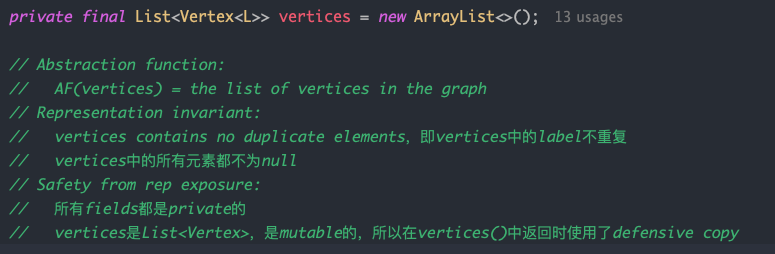 private final List<Vertex<L>> vertices = new ArrayList<>(); 13 usages
// Abstraction function:
//   AF(vertices) = the list of vertices in the graph
// Representation invariant:
//   vertices contains no duplicate elements, 即vertices中的label不重复
//   vertices中的所有元素都不为null
// Safety from rep exposure:
//   所有fields都是private的
//   vertices是List<Vertex>, 是mutable的, 所以在vertices()中返回时使用了defensive copy